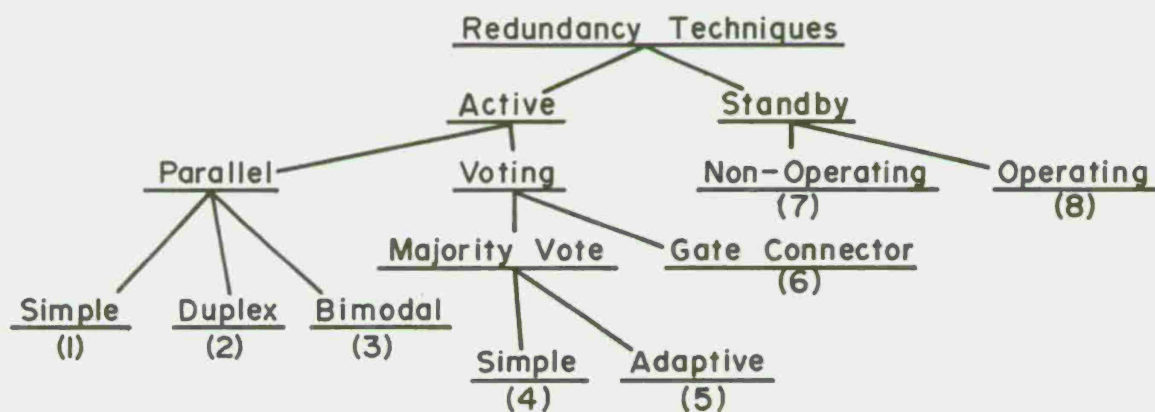 Redundancy Techniques
Active Standby
Parallel Voting Non-Operating Operating
(7) (8)
Majority Vote Gate Connector
(6)
Simple Duplex Bimodal
(1) (2) (3)
Simple Adaptive
(4) (5)